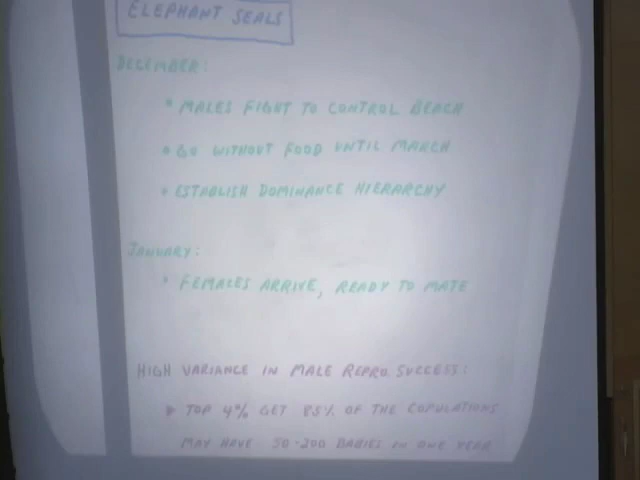 ELEPHANT SEALS
DECEMBER:
• MALES FIGHT TO CONTROL BEACH
• GO WITHOUT FOOD UNTIL MARCH
• ESTABLISH DOMINANCE HIERARCHY
JANUARY:
• FEMALES ARRIVE, READY TO MATE
HIGH VARIANCE IN MALE REPRO. SUCCESS:
• TOP 4% GET 85% OF THE COPULATIONS
MAY HAVE 50-200 BABIES IN ONE YEAR